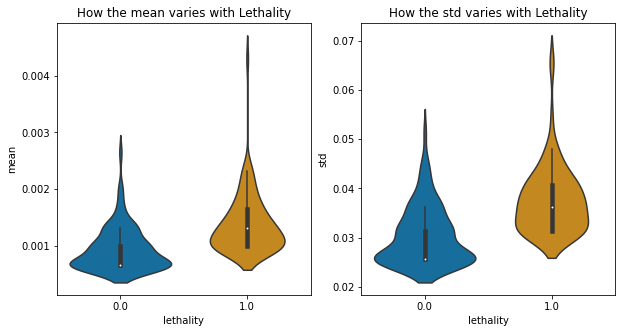 How the mean varies with Lethality
mean
0.004
0.003
0.002
0.001
0.0
1.0
lethality
How the std varies with Lethality
std
0.07
0.06
0.05
0.04
0.03
0.02
0.0
1.0
lethality